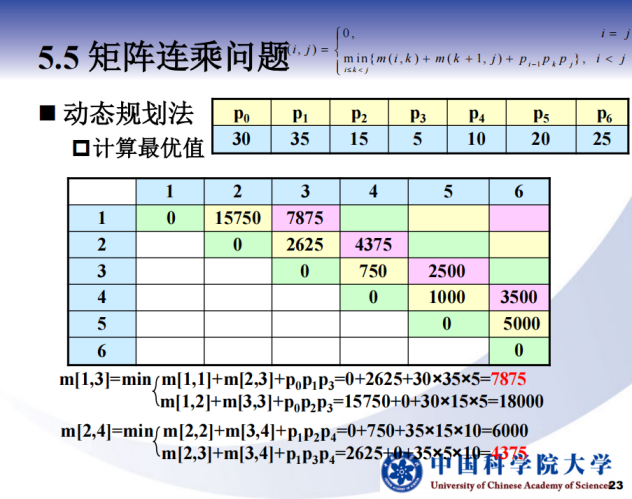 5.5 矩阵连乘问题
(i, j) = { 0, i = j
min{m(i,k) + m(k+1, j) + p_{i-1} p_k p_j}, i < j
i≤k<j
■ 动态规划法
计算最优值
p₀ p₁ p₂ p₃ p₄ p₅ p₆
30 35 15 5 10 20 25
1 2 3 4 5 6
1 0 15750 7875
2 0 2625 4375
3 0 750 2500
4 0 1000 3500
5 0 5000
6 0
m[1,3]=min{ m[1,1]+m[2,3]+p₀p₁p₃=0+2625+30×35×5=7875
m[1,2]+m[3,3]+p₀p₂p₃=15750+0+30×15×5=18000
m[2,4]=min{ m[2,2]+m[3,4]+p₁p₂p₄=0+750+35×15×10=6000
m[2,3]+m[3,4]+p₁p₃p₄=2625+0+35×5×10=4375
中国科学院大学
University of Chinese Academy of Sciences
23